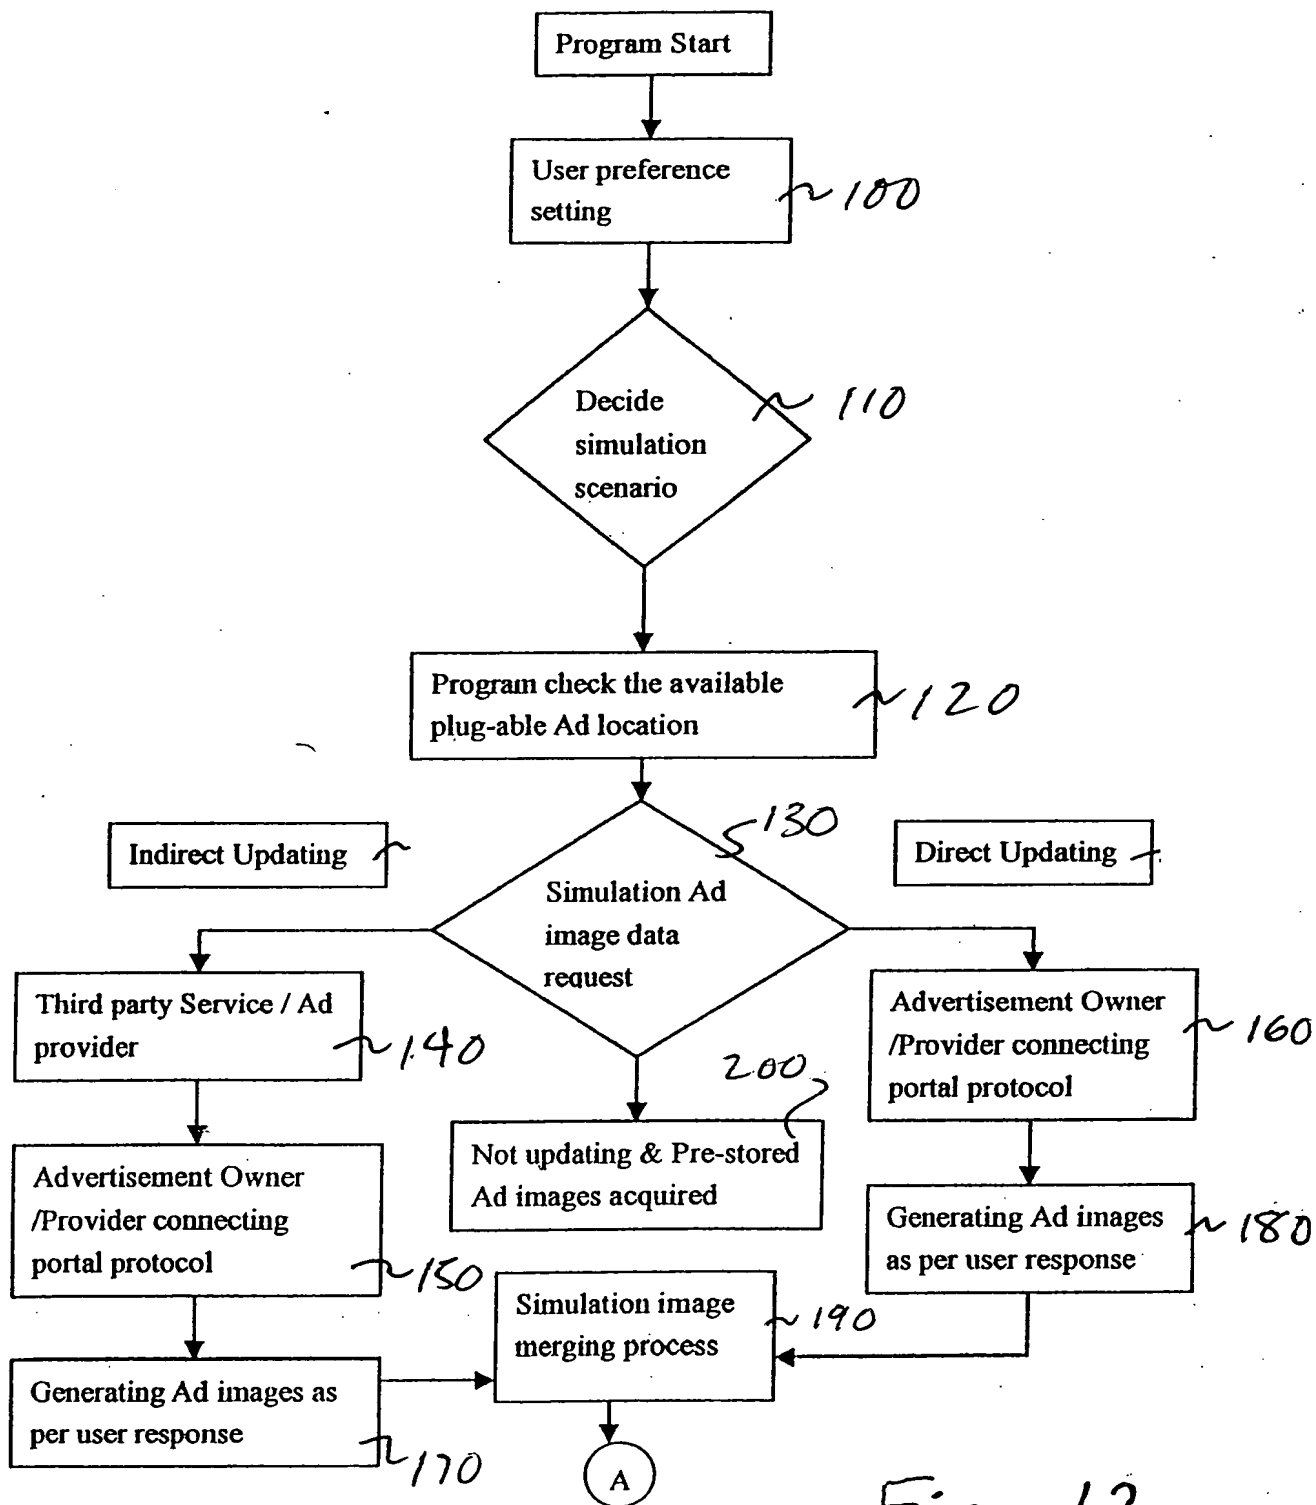 Program Start
User preference
setting
100
Decide
simulation
scenario
110
Program check the available
plug-able Ad location
120
130
Indirect Updating
Direct Updating
Simulation Ad
image data
request
Third party Service / Ad
provider
140
Advertisement Owner
/Provider connecting
portal protocol
160
200
Not updating & Pre-stored
Ad images acquired
Advertisement Owner
/Provider connecting
portal protocol
150
Generating Ad images
as per user response
180
Simulation image
merging process
190
Generating Ad images as
per user response
170
A